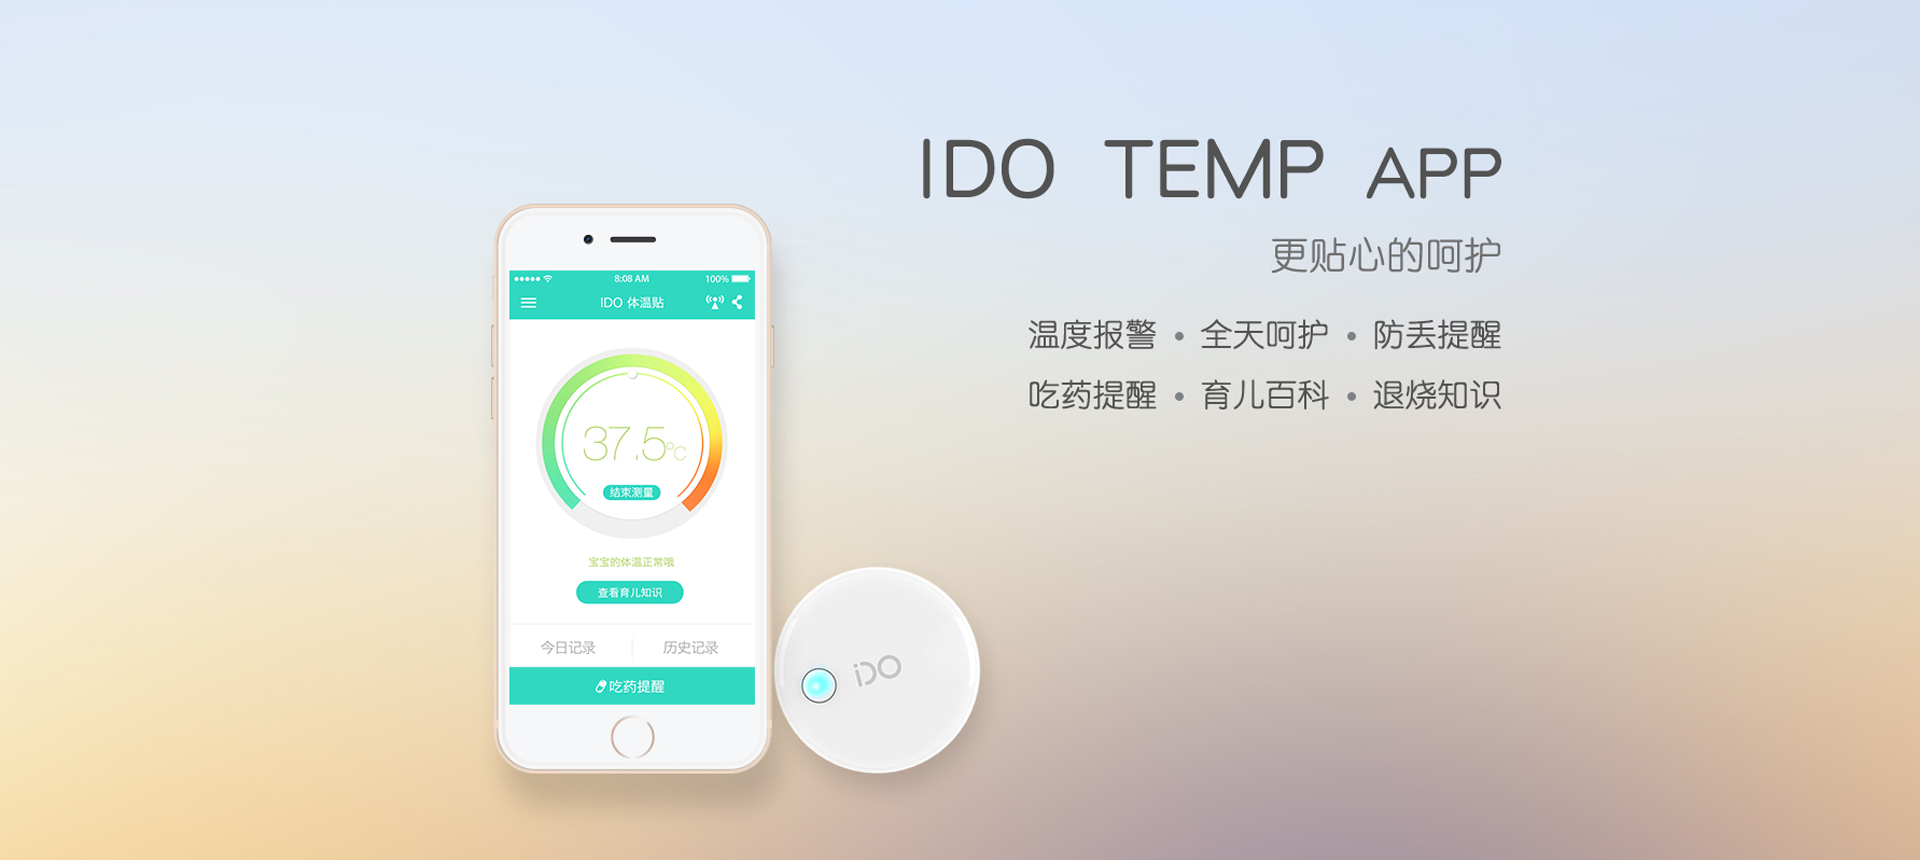 IDO TEMP APP
更贴心的呵护
温度报警 • 全天呵护 • 防丢提醒
吃药提醒 • 育儿百科 • 退烧知识
8:08 AM 100%
IDO 体温贴
37.5℃
结束测量
宝宝的体温正常哦
查看育儿知识
今日记录 历史记录
吃药提醒
iDO